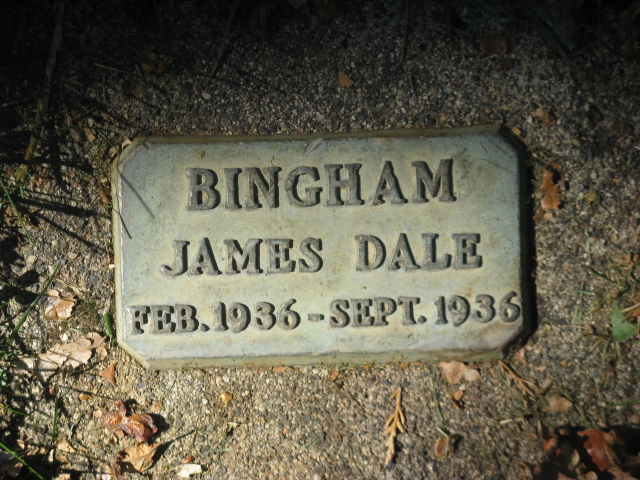 BINGHAM
JAMES DALE
FEB. 1936 - SEPT. 1936